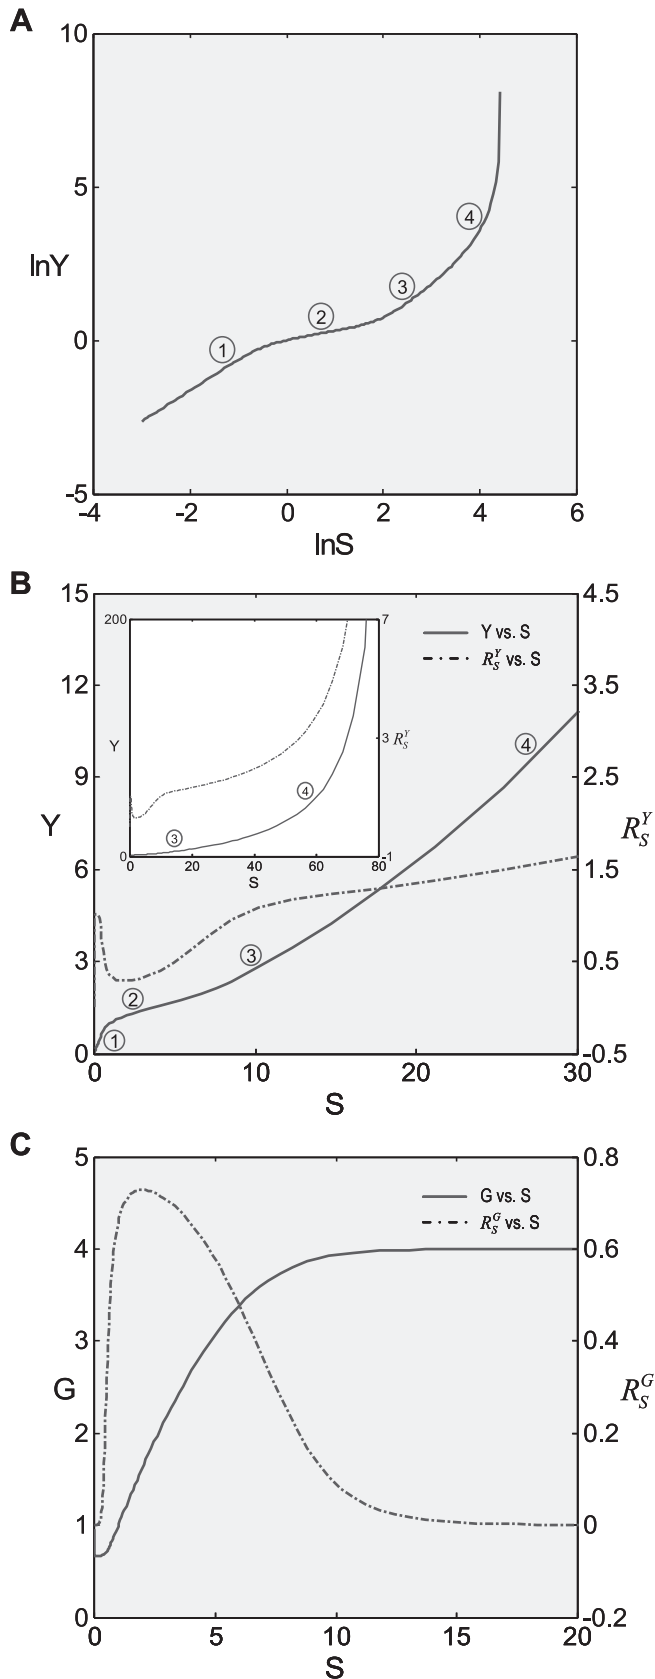 A
10
5
lnY
0
-5
-4 -2 0 2 4 6
lnS
① ② ③ ④
B
15 4.5
12 3.5
9 2.5
Y R_S^Y
6 1.5
3 0.5
0 -0.5
0 10 20 30
S
Y vs. S
R_S^Y vs. S
① ② ③ ④
200 7
Y 3 R_S^Y
0 -1
0 20 40 60 80
S
③ ④
C
5 0.8
4 0.6
3 0.4
G R_S^G
2 0.2
1 0
0 -0.2
0 5 10 15 20
S
G vs. S
R_S^G vs. S